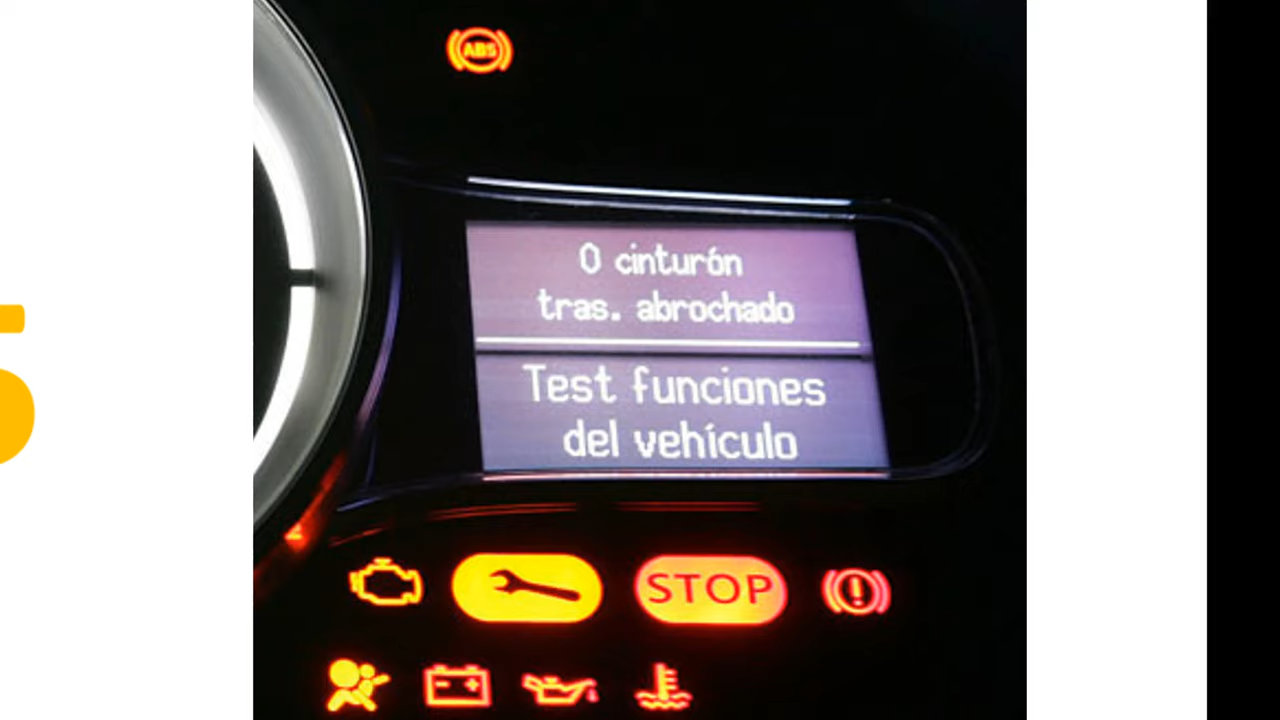 ABS
0 cinturón
tras. abrochado
Test funciones
del vehículo
STOP